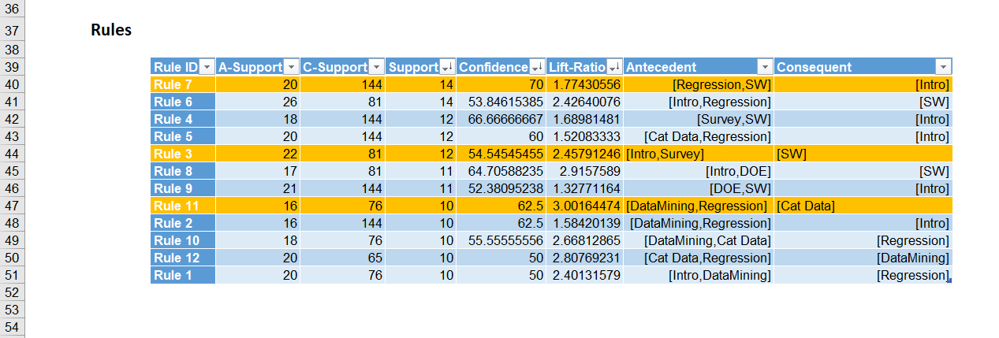 36
37 Rules
38
39 Rule ID A-Support C-Support Support Confidence Lift-Ratio Antecedent Consequent
40 Rule 7 20 144 14 70 1.77430556 [Regression,SW] [Intro]
41 Rule 6 26 81 14 53.84615385 2.42640076 [Intro,Regression] [SW]
42 Rule 4 18 144 12 66.66666667 1.68981481 [Survey,SW] [Intro]
43 Rule 5 20 144 12 60 1.52083333 [Cat Data,Regression] [Intro]
44 Rule 3 22 81 12 54.54545455 2.45791246 [Intro,Survey] [SW]
45 Rule 8 17 81 11 64.70588235 2.9157589 [Intro,DOE] [SW]
46 Rule 9 21 144 11 52.38095238 1.32771164 [DOE,SW] [Intro]
47 Rule 11 16 76 10 62.5 3.00164474 [DataMining,Regression] [Cat Data]
48 Rule 2 16 144 10 62.5 1.58420139 [DataMining,Regression] [Intro]
49 Rule 10 18 76 10 55.55555556 2.66812865 [DataMining,Cat Data] [Regression]
50 Rule 12 20 65 10 50 2.80769231 [Cat Data,Regression] [DataMining]
51 Rule 1 20 76 10 50 2.40131579 [Intro,DataMining] [Regression]
52
53
54